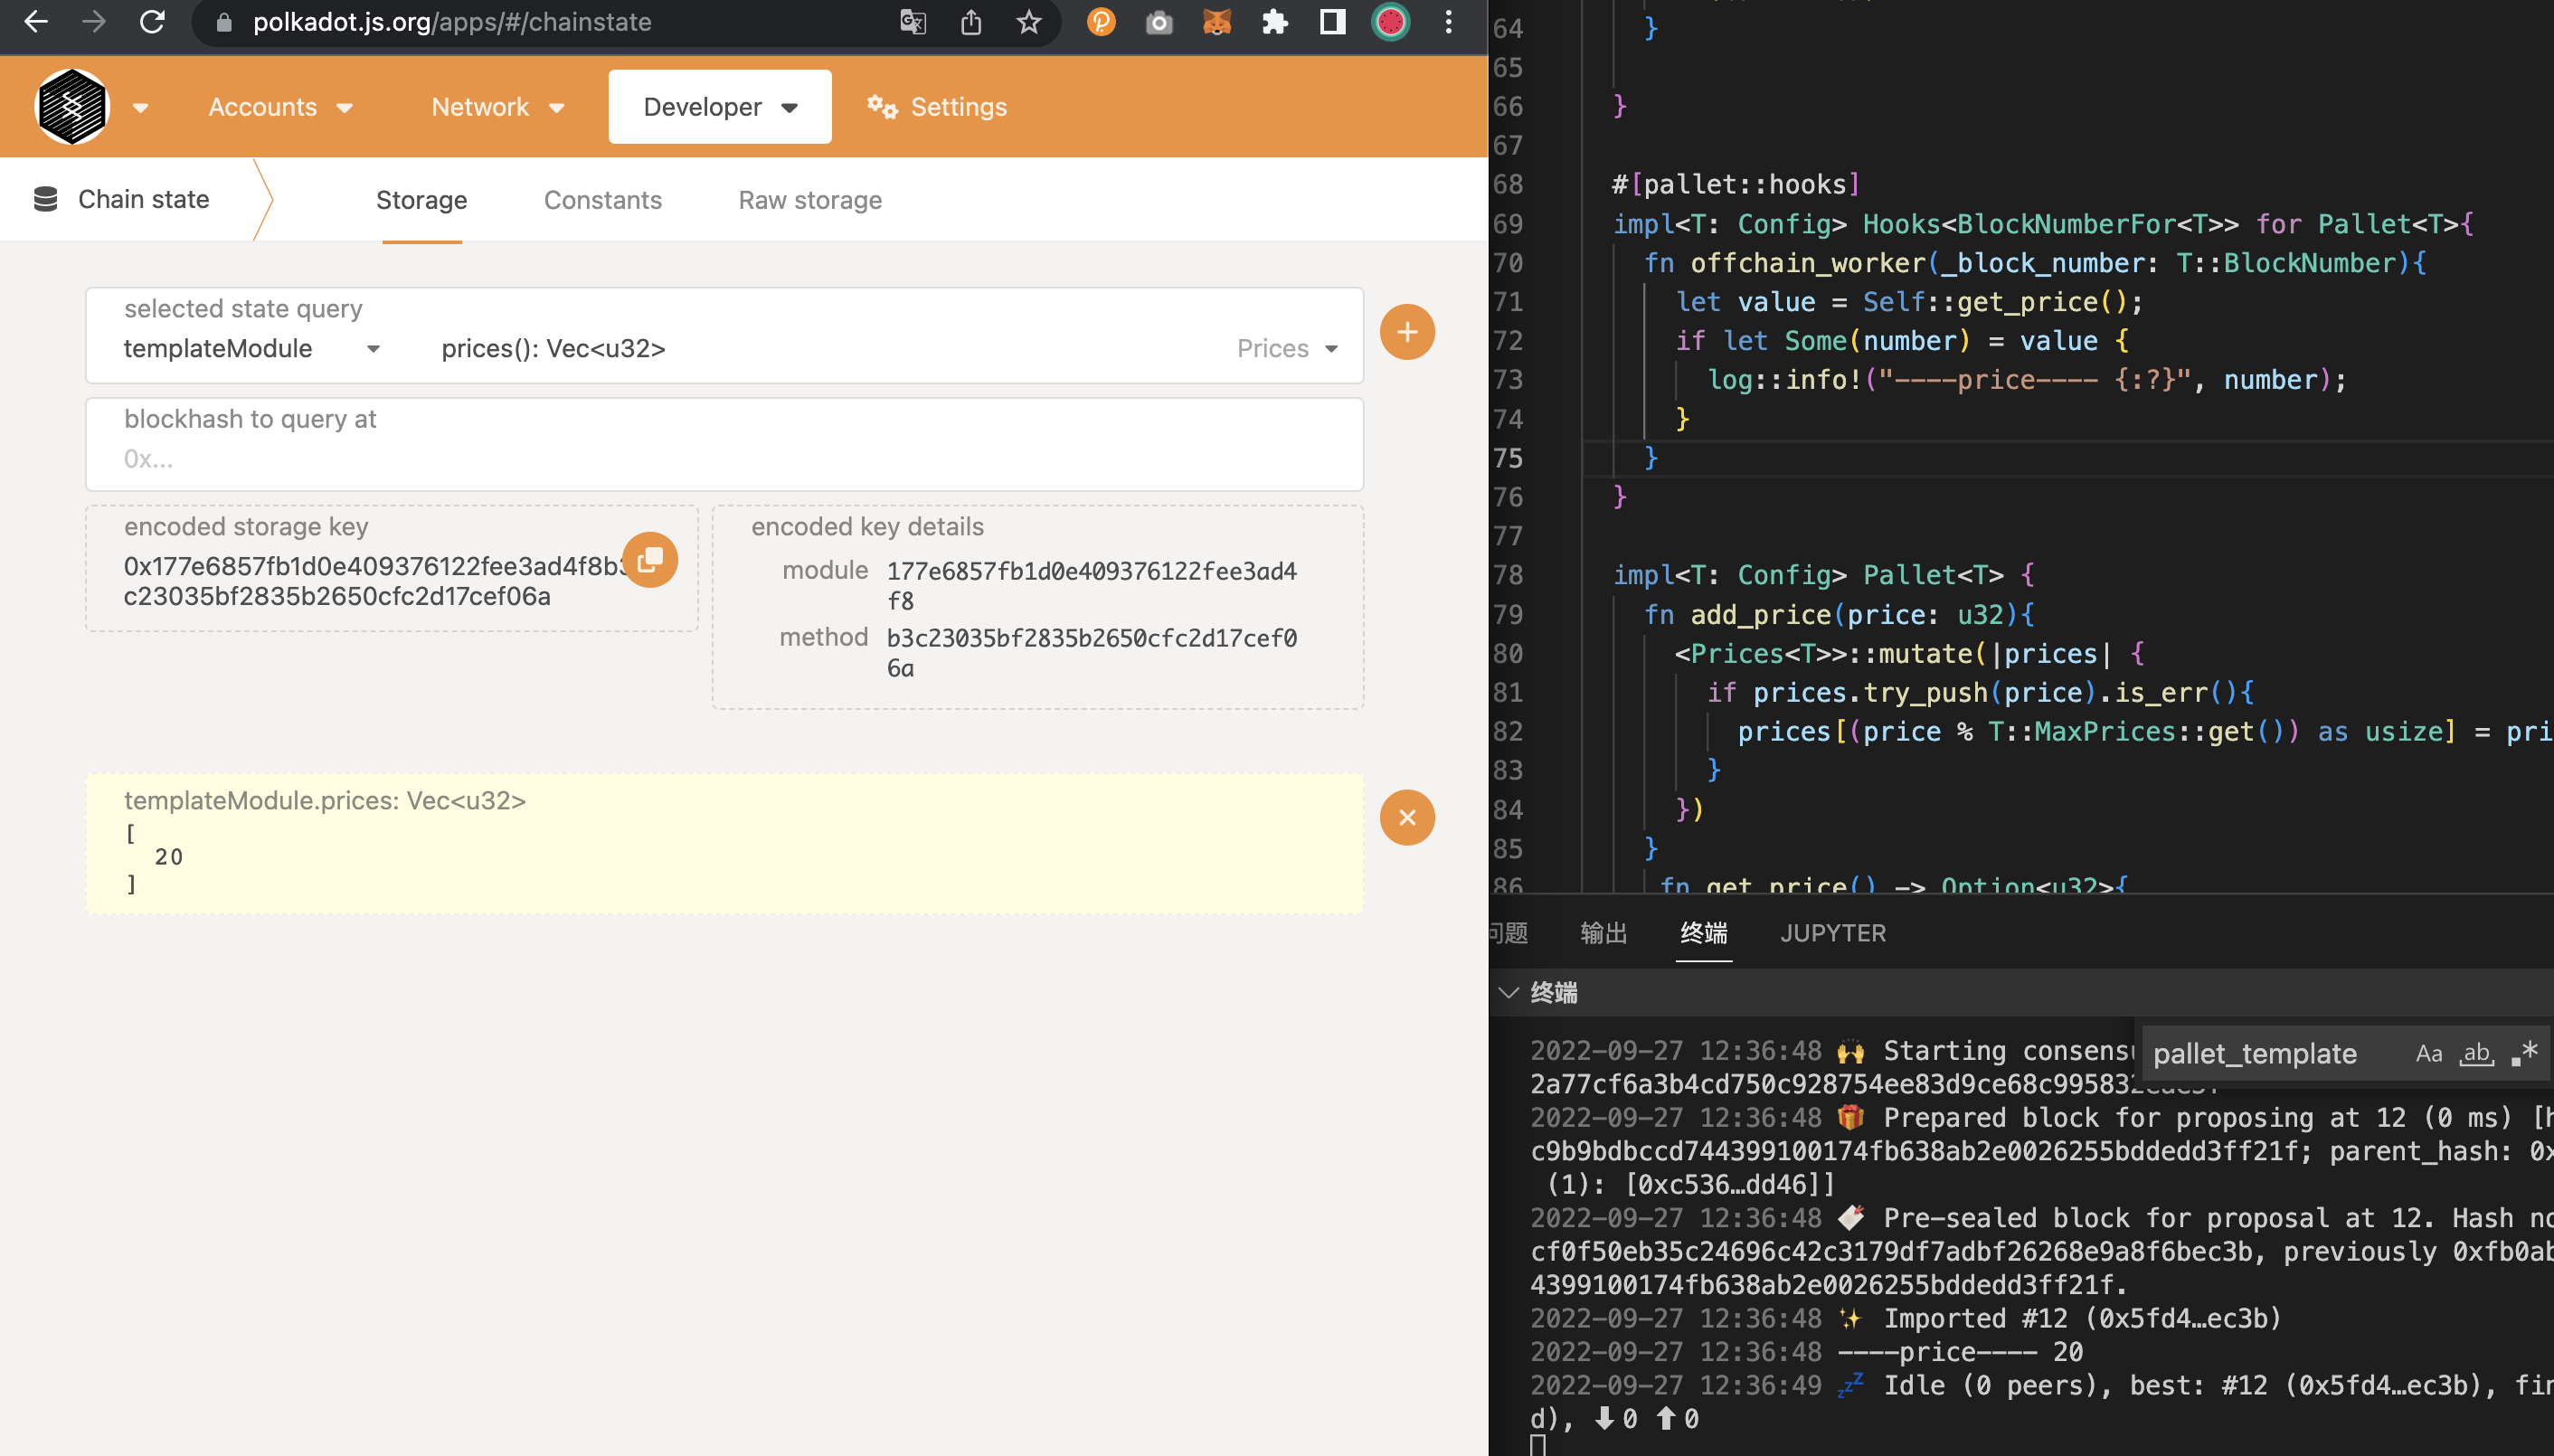 polkadot.js.org/apps/#/chainstate
Accounts
Network
Developer
Settings
Chain state
Storage
Constants
Raw storage
selected state query
templateModule
prices(): Vec<u32>
Prices
blockhash to query at
0x...
encoded storage key
0x177e6857fb1d0e409376122fee3ad4f8b3
c23035bf2835b2650cfc2d17cef06a
encoded key details
module 177e6857fb1d0e409376122fee3ad4
f8
method b3c23035bf2835b2650cfc2d17cef0
6a
templateModule.prices: Vec<u32>
[
20
]
64 }
65
66 }
67
68 #[pallet::hooks]
69 impl<T: Config> Hooks<BlockNumberFor<T>> for Pallet<T>{
70 fn offchain_worker(_block_number: T::BlockNumber){
71 let value = Self::get_price();
72 if let Some(number) = value {
73 log::info!("----price---- {:?}", number);
74 }
75 }
76 }
77
78 impl<T: Config> Pallet<T> {
79 fn add_price(price: u32){
80 <Prices<T>>::mutate(|prices| {
81 if prices.try_push(price).is_err(){
82 prices[(price % T::MaxPrices::get()) as usize] = pri
83 }
84 })
85 }
86 fn get_price() -> Option<u32>{
问题 输出 终端 JUPYTER
终端
pallet_template Aa ab .*
2022-09-27 12:36:48 🙌 Starting consensu
2a77cf6a3b4cd750c928754ee83d9ce68c995832
2022-09-27 12:36:48 🎁 Prepared block for proposing at 12 (0 ms) [h
c9b9bdbccd744399100174fb638ab2e0026255bddedd3ff21f; parent_hash: 0x
(1): [0xc536…dd46]]
2022-09-27 12:36:48 🔖 Pre-sealed block for proposal at 12. Hash no
cf0f50eb35c24696c42c3179df7adbf26268e9a8f6bec3b, previously 0xfb0ab
4399100174fb638ab2e0026255bddedd3ff21f.
2022-09-27 12:36:48 ✨ Imported #12 (0x5fd4…ec3b)
2022-09-27 12:36:48 ----price---- 20
2022-09-27 12:36:49 💤 Idle (0 peers), best: #12 (0x5fd4…ec3b), fin
d), ⬇ 0 ⬆ 0